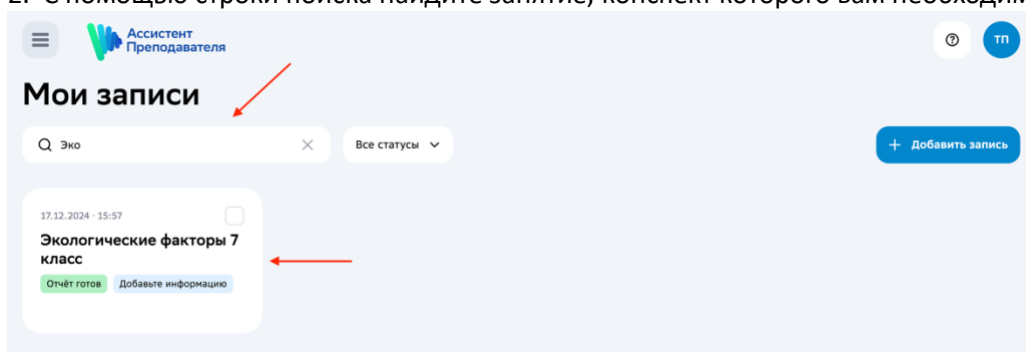 2. С помощью строки поиска найдите занятие, конспект которого вам необходим
Ассистент
Преподавателя
ТП
Мои записи
Эко
Все статусы
+ Добавить запись
17.12.2024 - 15:57
Экологические факторы 7
класс
Отчёт готов Добавьте информацию